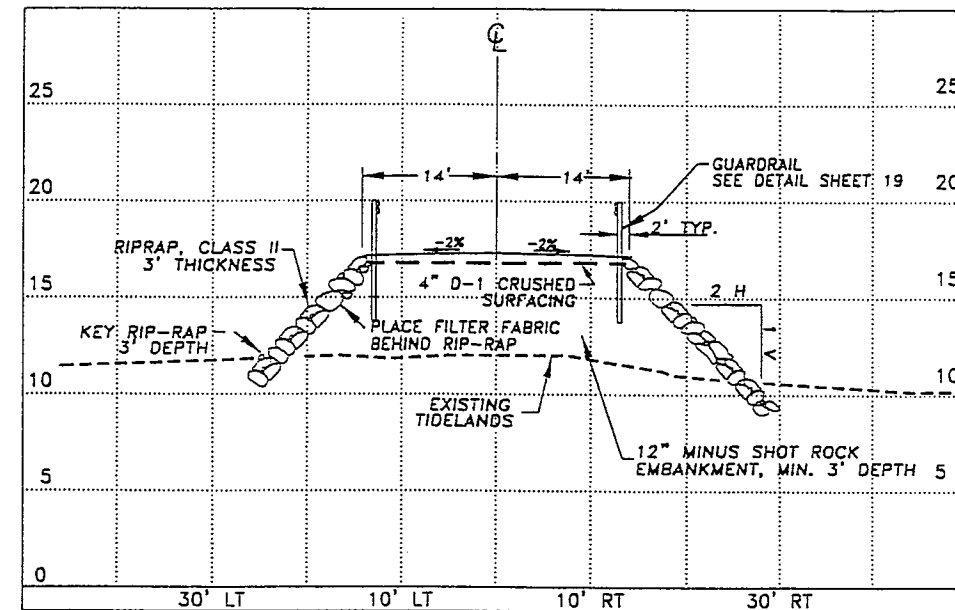 ℄
25
25
GUARDRAIL
SEE DETAIL SHEET 19
14'
14'
20
20
2' TYP.
RIPRAP, CLASS II
3' THICKNESS
-2%
-2%
4" D-1 CRUSHED
SURFACING
15
15
2 H
1 V
KEY RIP-RAP
3' DEPTH
PLACE FILTER FABRIC
BEHIND RIP-RAP
10
10
EXISTING
TIDELANDS
12" MINUS SHOT ROCK
EMBANKMENT, MIN. 3' DEPTH
5
5
0
30' LT
10' LT
10' RT
30' RT